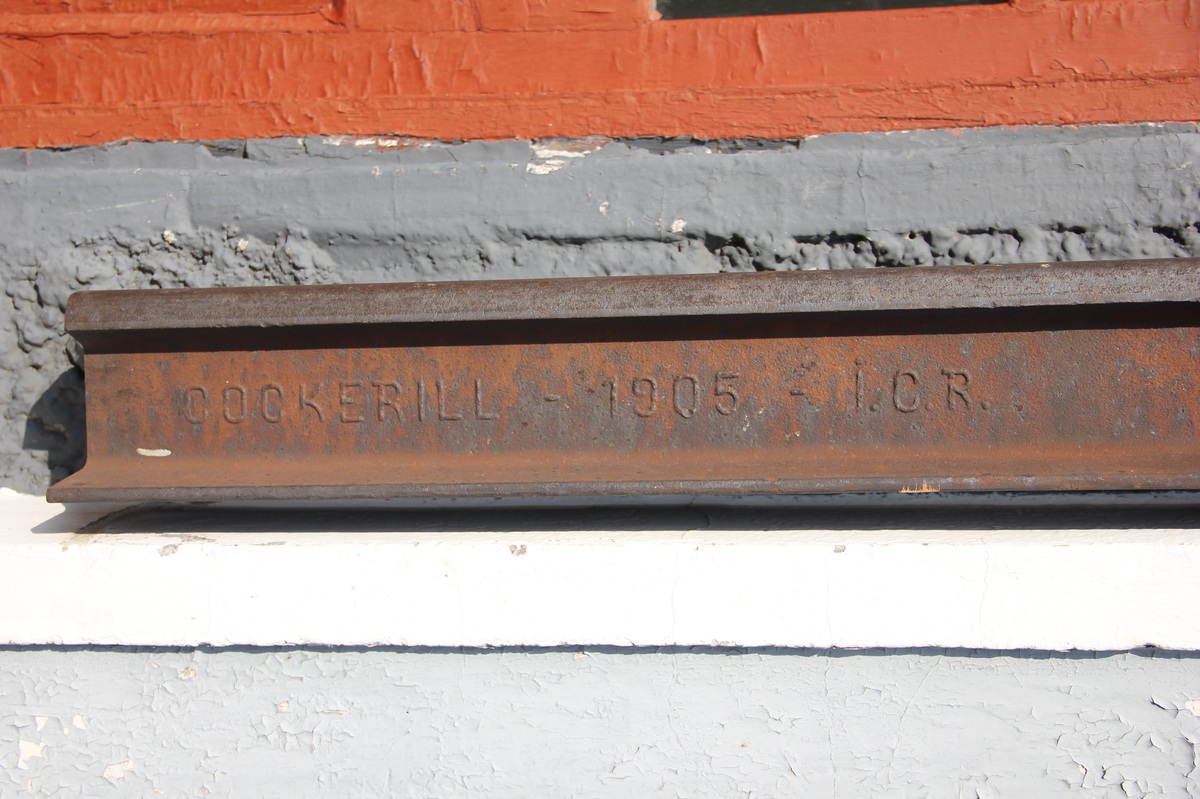 COCKERILL - 1905 - I.C.R.